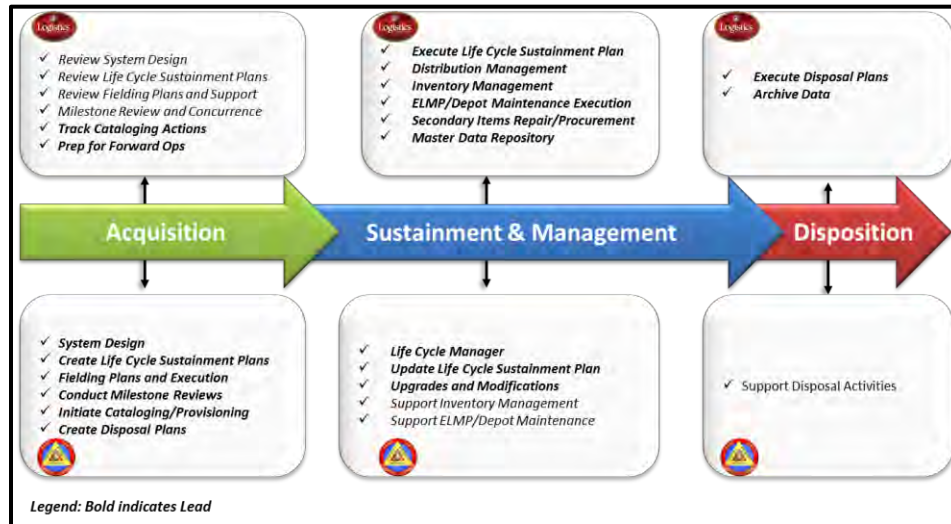 Logistics
✓ Review System Design
✓ Review Life Cycle Sustainment Plans
✓ Review Fielding Plans and Support
✓ Milestone Review and Concurrence
✓ Track Cataloging Actions
✓ Prep for Forward Ops
Logistics
✓ Execute Life Cycle Sustainment Plan
✓ Distribution Management
✓ Inventory Management
✓ ELMP/Depot Maintenance Execution
✓ Secondary Items Repair/Procurement
✓ Master Data Repository
Logistics
✓ Execute Disposal Plans
✓ Archive Data
Acquisition
Sustainment & Management
Disposition
✓ System Design
✓ Create Life Cycle Sustainment Plans
✓ Fielding Plans and Execution
✓ Conduct Milestone Reviews
✓ Initiate Cataloging/Provisioning
✓ Create Disposal Plans
✓ Life Cycle Manager
✓ Update Life Cycle Sustainment Plan
✓ Upgrades and Modifications
✓ Support Inventory Management
✓ Support ELMP/Depot Maintenance
✓ Support Disposal Activities
Legend: Bold indicates Lead